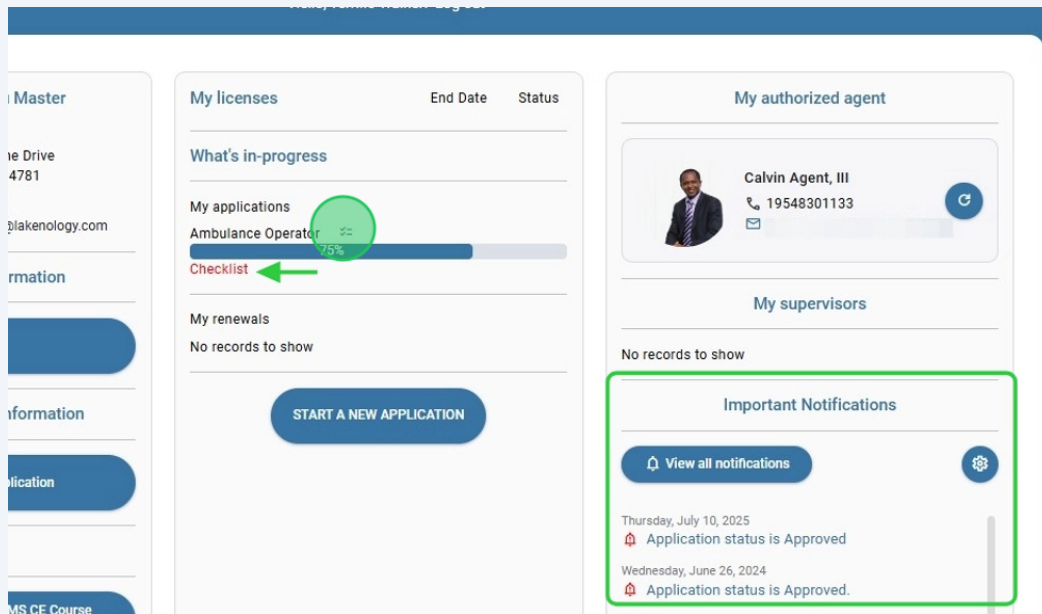 Master
ne Drive
4781
@lakenology.com
rmation
nformation
plication
MS CE Course
My licenses End Date Status
What's in-progress
My applications
Ambulance Operator
75%
Checklist
My renewals
No records to show
START A NEW APPLICATION
My authorized agent
Calvin Agent, III
19548301133
My supervisors
No records to show
Important Notifications
View all notifications
Thursday, July 10, 2025
Application status is Approved
Wednesday, June 26, 2024
Application status is Approved.